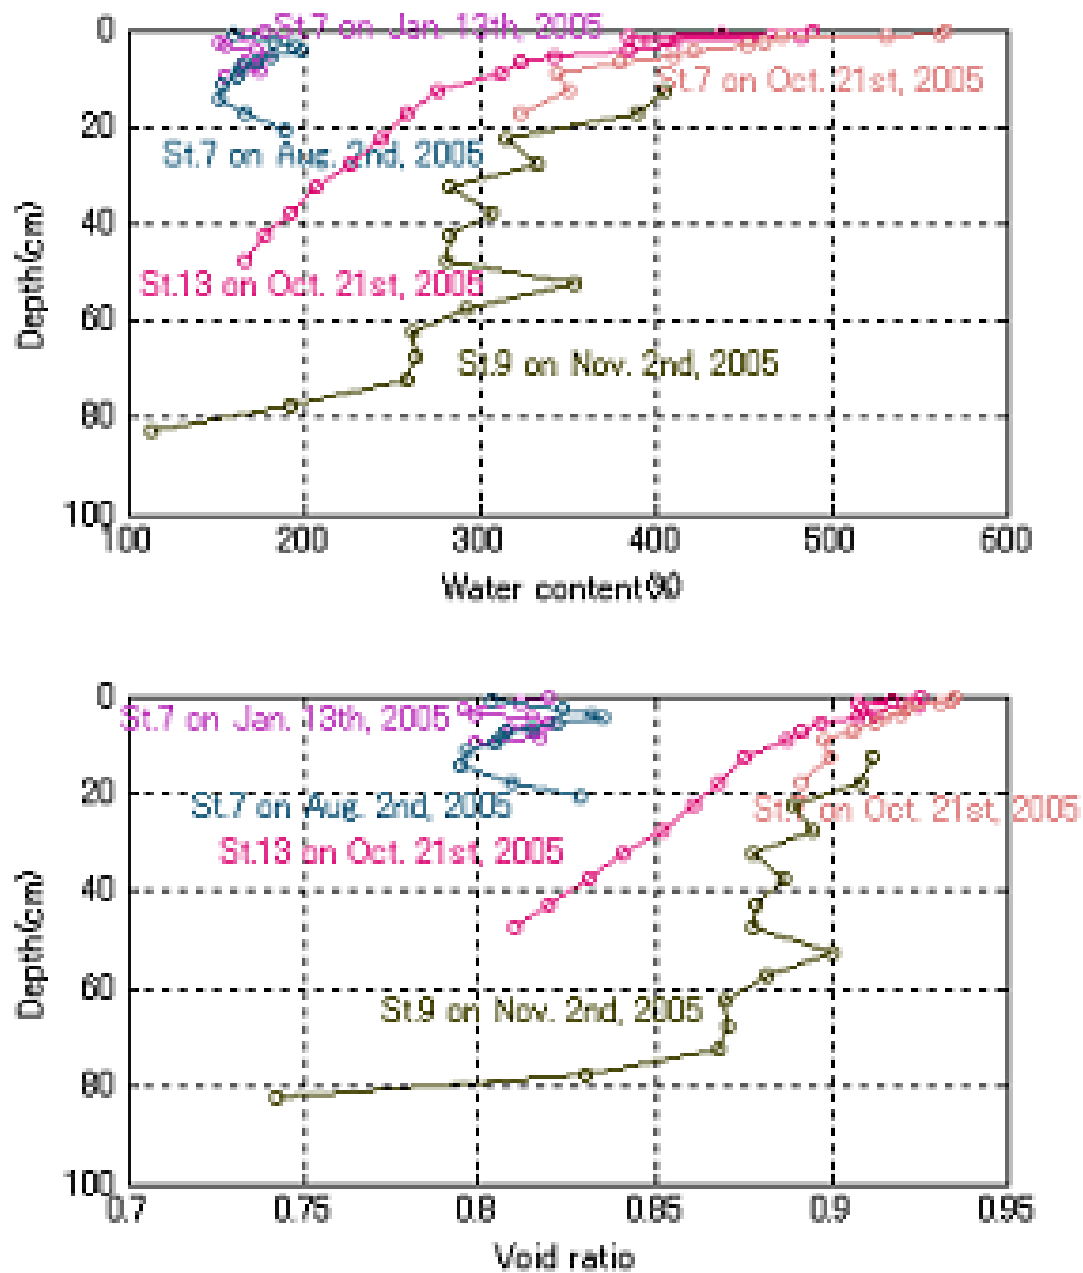 0
St.7 on Jan. 13th, 2005
St.7 on Oct. 21st, 2005
20
St.7 on Aug. 2nd, 2005
40
St.13 on Oct. 21st, 2005
Depth(cm)
60
St.9 on Nov. 2nd, 2005
80
100
100 200 300 400 500 600
Water content(%)
0
St.7 on Jan. 13th, 2005
20
St.7 on Aug. 2nd, 2005
St.7 on Oct. 21st, 2005
St.13 on Oct. 21st, 2005
40
Depth(cm)
60
St.9 on Nov. 2nd, 2005
80
100
0.7 0.75 0.8 0.85 0.9 0.95
Void ratio